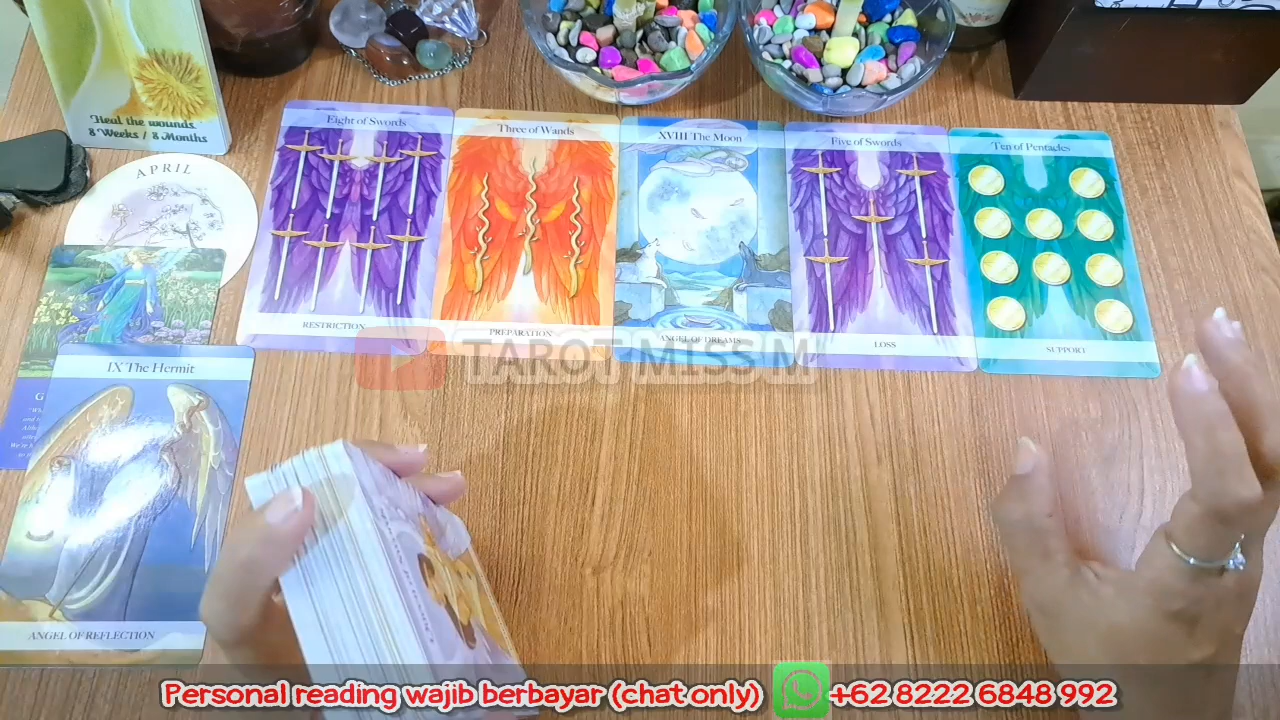 Heal the wounds.
8 Weeks / 8 Months
APRIL
Eight of Swords
RESTRICTION
Three of Wands
PREPARATION
XVIII The Moon
ANGEL OF DREAMS
Five of Swords
LOSS
Ten of Pentacles
SUPPORT
TAROT MISS M
IX The Hermit
ANGEL OF REFLECTION
Personal reading wajib berbayar (chat only) +62 8222 6848 992